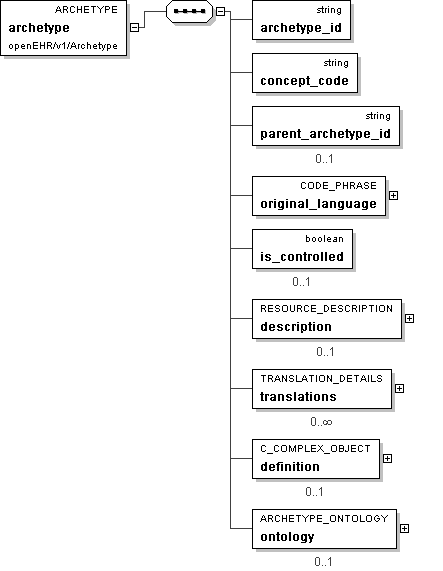 ARCHETYPE
archetype
openEHR/v1/Archetype
string
archetype_id
string
concept_code
string
parent_archetype_id
0..1
CODE_PHRASE
original_language
boolean
is_controlled
0..1
RESOURCE_DESCRIPTION
description
0..1
TRANSLATION_DETAILS
translations
0..∞
C_COMPLEX_OBJECT
definition
0..1
ARCHETYPE_ONTOLOGY
ontology
0..1